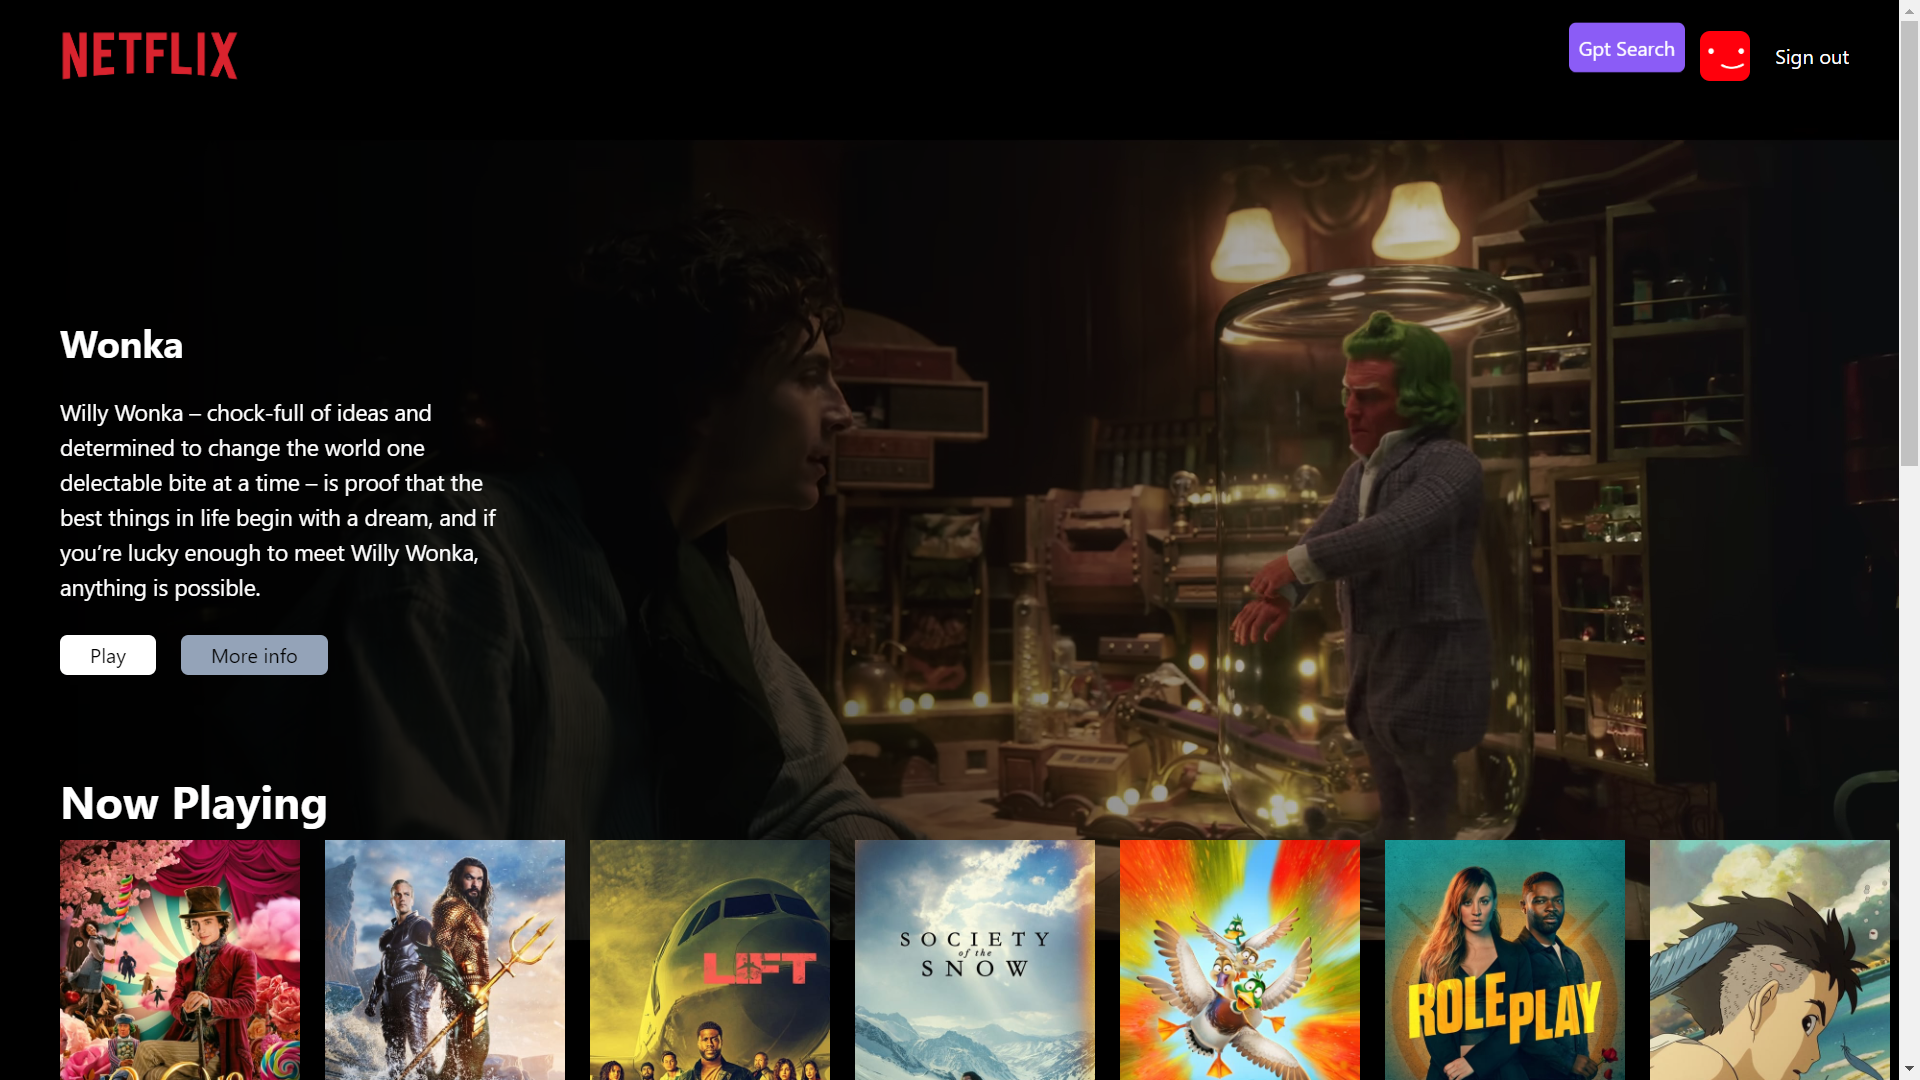 NETFLIX
Gpt Search
Sign out
Wonka
Willy Wonka – chock-full of ideas and
determined to change the world one
delectable bite at a time – is proof that the
best things in life begin with a dream, and if
you’re lucky enough to meet Willy Wonka,
anything is possible.
Play
More info
Now Playing
LIFT
SOCIETY
of the
SNOW
ROLE PLAY